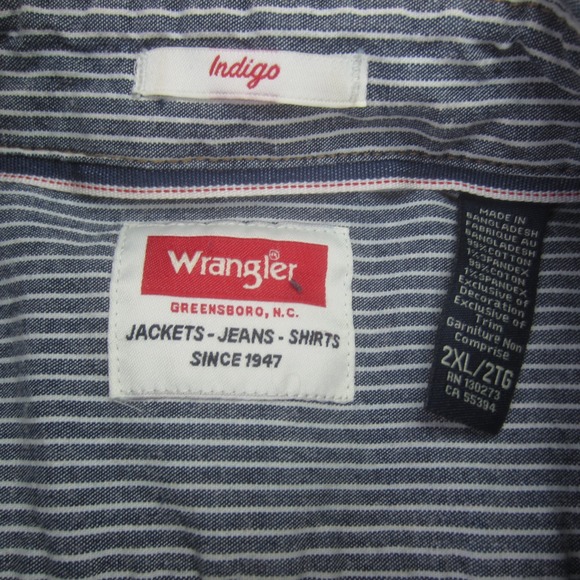 Indigo
Wrangler®
GREENSBORO, N.C.
JACKETS - JEANS - SHIRTS
SINCE 1947
MADE IN
BANGLADESH
FABRIQUE AU
BANGLADESH
99%COTTON
1%SPANDEX
99%COTON
1%SPANDEX
Exclusive of
Decoration
Exclusive of
Trim
Garniture Non
Comprise
2XL/2TG
RN 130273
CA 55394